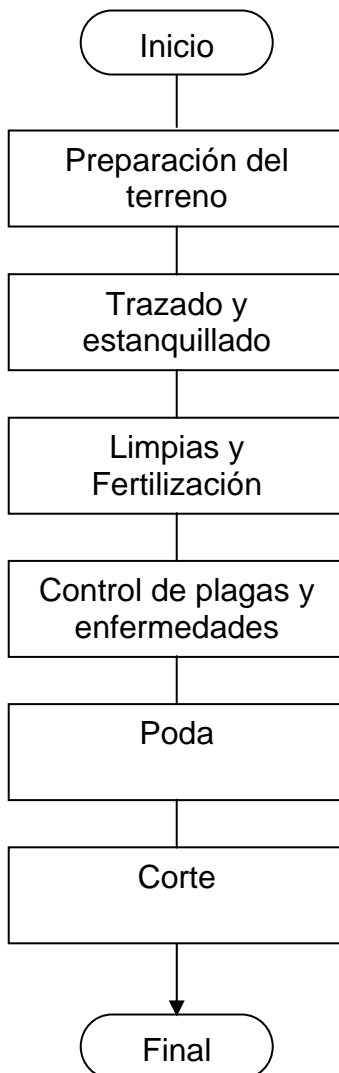 Inicio
Preparación del
terreno
Trazado y
estanquillado
Limpias y
Fertilización
Control de plagas y
enfermedades
Poda
Corte
Final